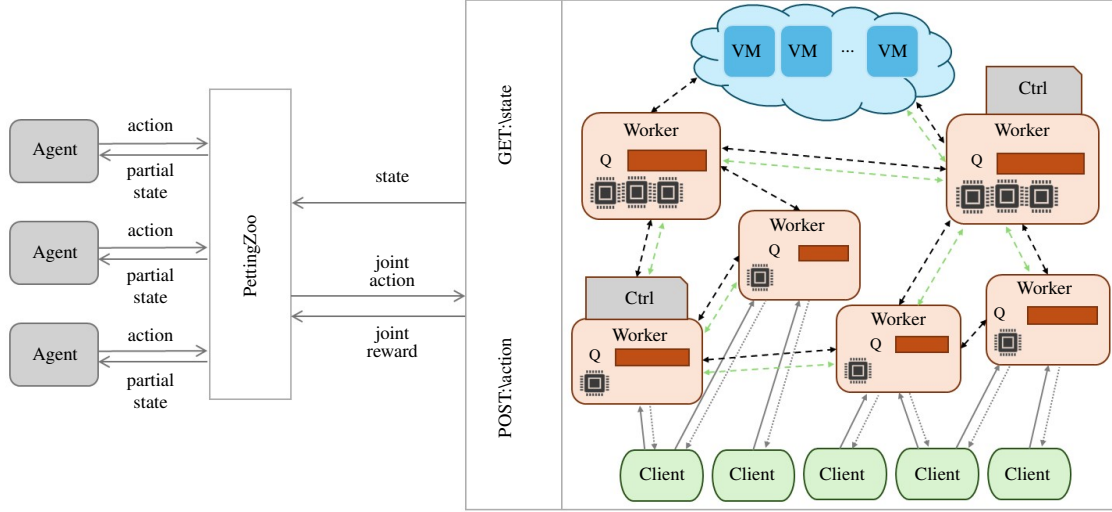 Agent
action
partial
state
Agent
action
partial
state
Agent
action
partial
state
PettingZoo
state
joint
action
joint
reward
GET:\state
POST:\action
VM
VM
...
VM
Ctrl
Worker
Q
Worker
Q
Worker
Q
Ctrl
Worker
Q
Worker
Q
Worker
Q
Client
Client
Client
Client
Client